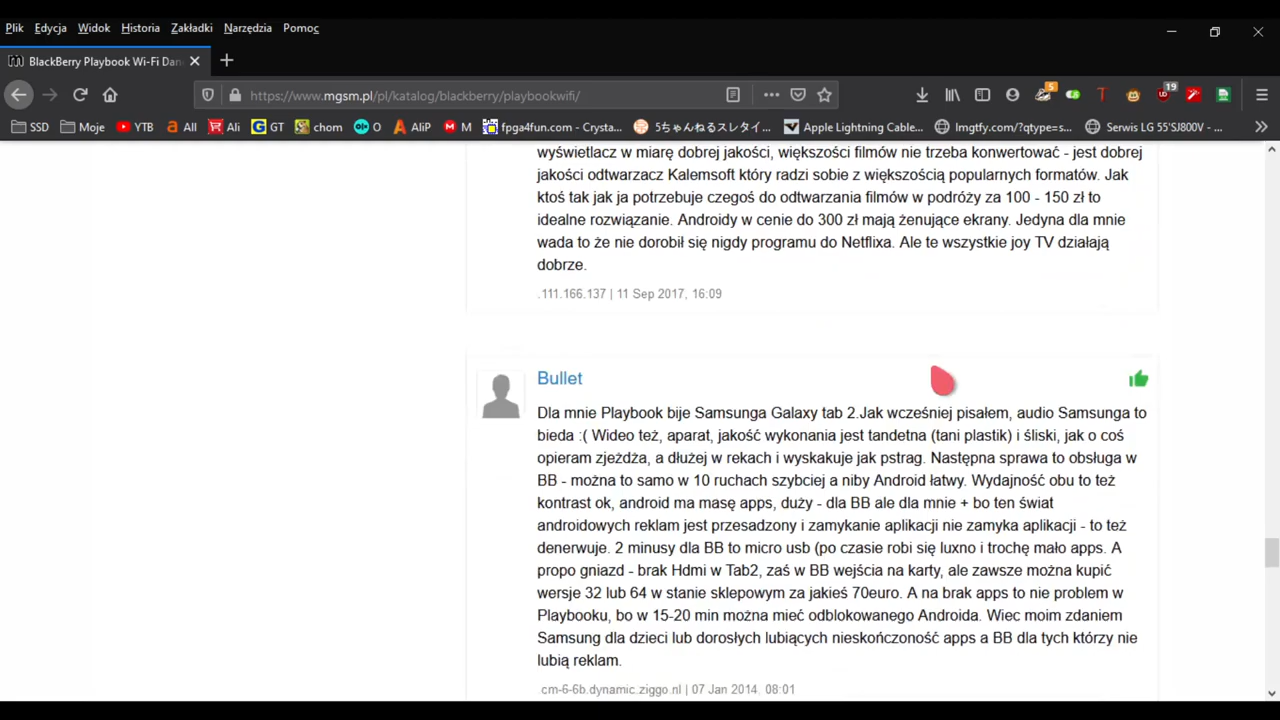 Plik Edycja Widok Historia Zakładki Narzędzia Pomoc
BlackBerry Playbook Wi-Fi Dan
https://www.mgsm.pl/pl/katalog/blackberry/playbookwifi/
5 19
SSD Moje YTB All Ali GT chom O AliP M fpga4fun.com - Crysta... 5ちゃんねるスレタイ... Apple Lightning Cable... lmgtfy.com/?qtype=s... Serwis LG 55'SJ800V - ...
wyświetlacz w miarę dobrej jakości, większości filmów nie trzeba konwertować - jest dobrej
jakości odtwarzacz Kalemsoft który radzi sobie z większością popularnych formatów. Jak
ktoś tak jak ja potrzebuje czegoś do odtwarzania filmów w podróży za 100 - 150 zł to
idealne rozwiązanie. Androidy w cenie do 300 zł mają żenujące ekrany. Jedyna dla mnie
wada to że nie dorobił się nigdy programu do Netflixa. Ale te wszystkie joy TV działają
dobrze.
.111.166.137 | 11 Sep 2017, 16:09
Bullet
Dla mnie Playbook bije Samsunga Galaxy tab 2.Jak wcześniej pisałem, audio Samsunga to
bieda :( Wideo też, aparat, jakość wykonania jest tandetna (tani plastik) i śliski, jak o coś
opieram zjeżdża, a dłużej w rekach i wyskakuje jak pstrag. Następna sprawa to obsługa w
BB - można to samo w 10 ruchach szybciej a niby Android łatwy. Wydajność obu to też
kontrast ok, android ma masę apps, duży - dla BB ale dla mnie + bo ten świat
androidowych reklam jest przesadzony i zamykanie aplikacji nie zamyka aplikacji - to też
denerwuje. 2 minusy dla BB to micro usb (po czasie robi się luxno i trochę mało apps. A
propo gniazd - brak Hdmi w Tab2, zaś w BB wejścia na karty, ale zawsze można kupić
wersje 32 lub 64 w stanie sklepowym za jakieś 70euro. A na brak apps to nie problem w
Playbooku, bo w 15-20 min można mieć odblokowanego Androida. Wiec moim zdaniem
Samsung dla dzieci lub dorosłych lubiących nieskończoność apps a BB dla tych którzy nie
lubią reklam.
.cm-6-6b.dynamic.ziggo.nl | 07 Jan 2014, 08:01